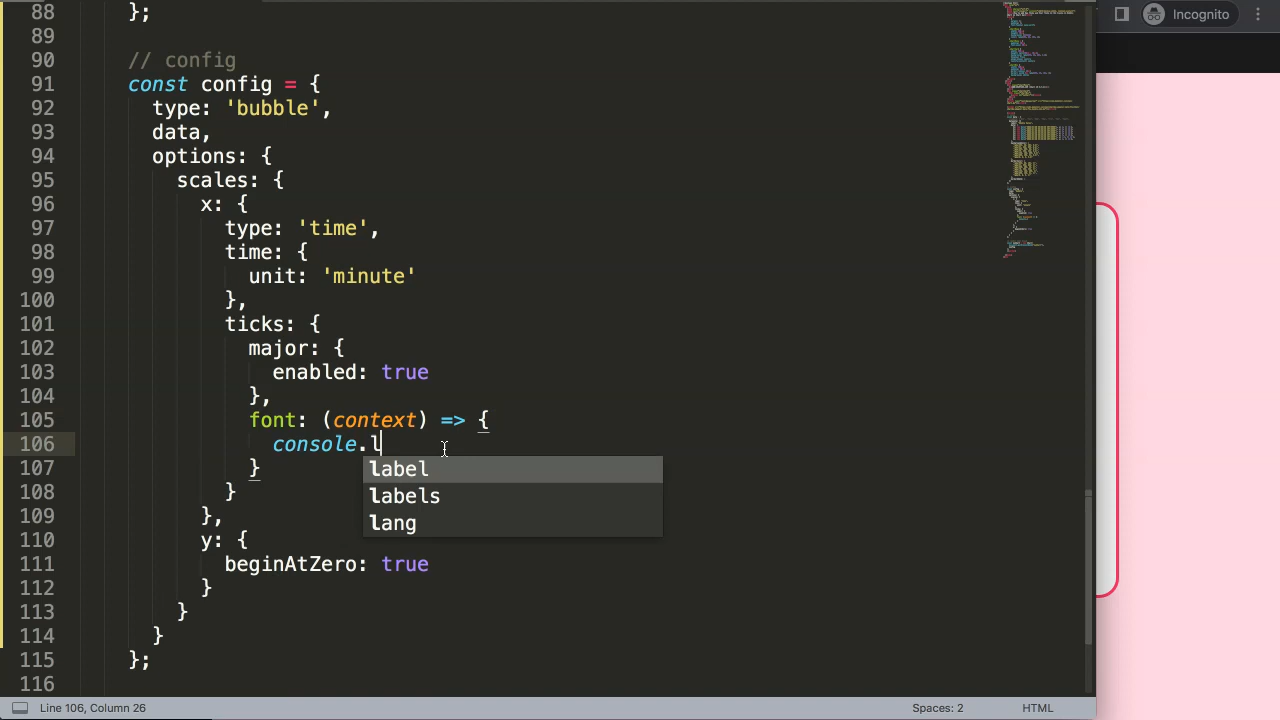 Incognito
88 };
89
90 // config
91 const config = {
92 type: 'bubble',
93 data,
94 options: {
95 scales: {
96 x: {
97 type: 'time',
98 time: {
99 unit: 'minute'
100 },
101 ticks: {
102 major: {
103 enabled: true
104 },
105 font: (context) => {
106 console.l
label
labels
lang
107 }
108 }
109 },
110 y: {
111 beginAtZero: true
112 }
113 }
114 }
115 };
116
Line 106, Column 26
Spaces: 2
HTML